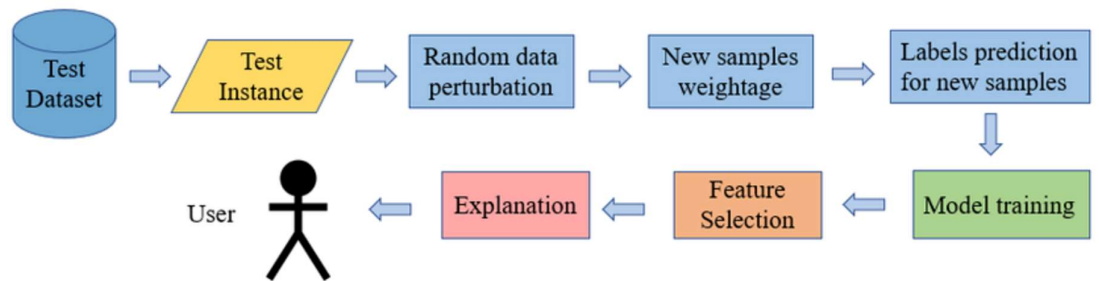 Test
Dataset
Test
Instance
Random data
perturbation
New samples
weightage
Labels prediction
for new samples
User
Explanation
Feature
Selection
Model training